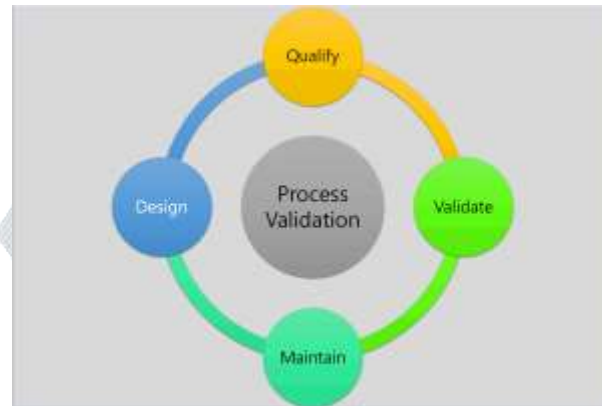 Qualify
Design
Process
Validation
Validate
Maintain